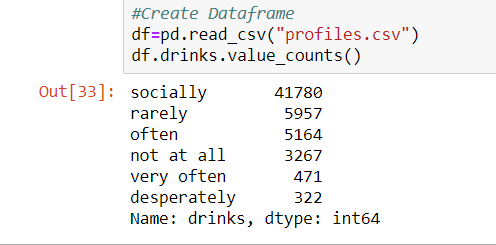 #Create Dataframe
df=pd.read_csv("profiles.csv")
df.drinks.value_counts()
Out[33]: socially 41780
rarely 5957
often 5164
not at all 3267
very often 471
desperately 322
Name: drinks, dtype: int64